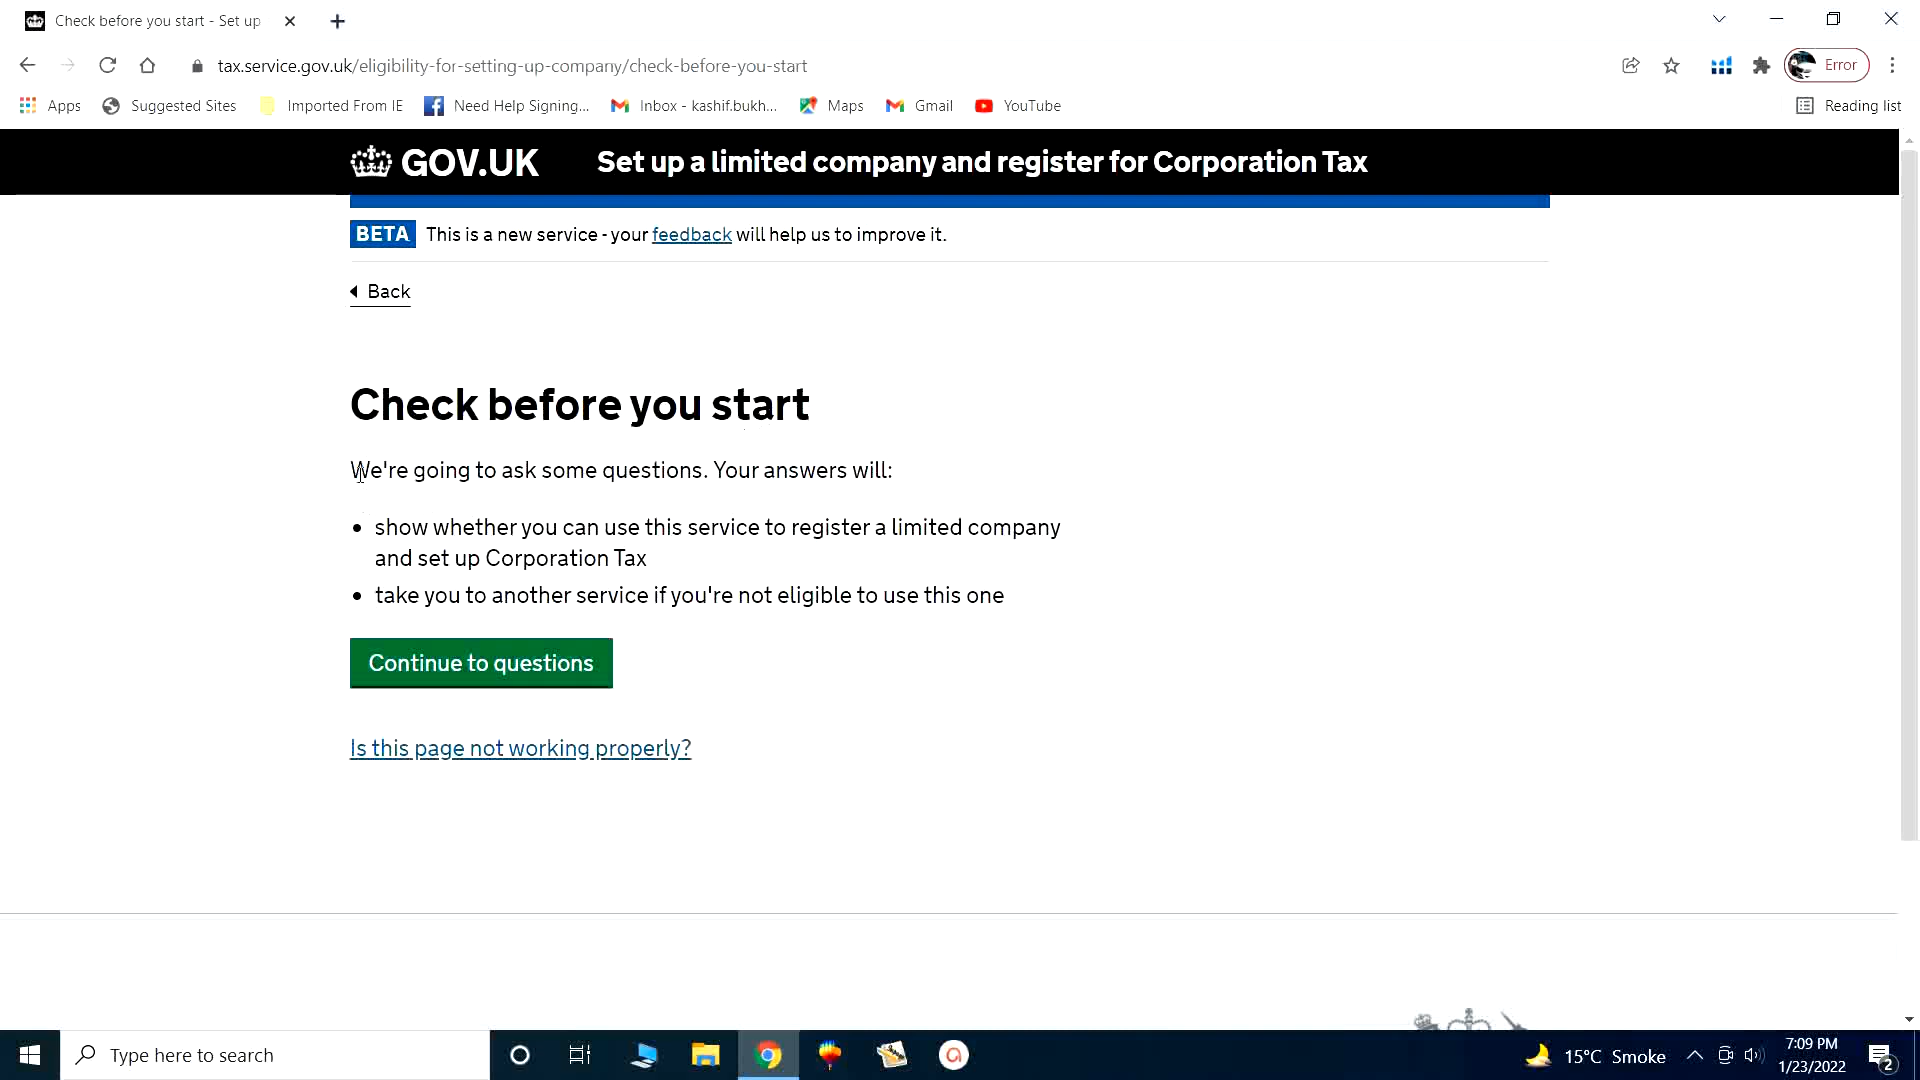 Check before you start - Set up
tax.service.gov.uk/eligibility-for-setting-up-company/check-before-you-start
Error
Apps
Suggested Sites
Imported From IE
Need Help Signing...
Inbox - kashif.bukh...
Maps
Gmail
YouTube
Reading list
GOV.UK
Set up a limited company and register for Corporation Tax
BETA This is a new service - your feedback will help us to improve it.
Back
Check before you start
We're going to ask some questions. Your answers will:
• show whether you can use this service to register a limited company
and set up Corporation Tax
• take you to another service if you're not eligible to use this one
Continue to questions
Is this page not working properly?
Type here to search
15°C Smoke
7:09 PM
1/23/2022
2